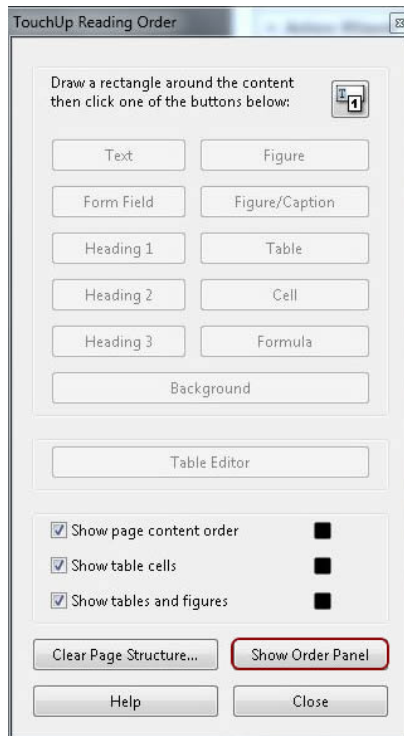 TouchUp Reading Order
Draw a rectangle around the content
then click one of the buttons below:
Text
Figure
Form Field
Figure/Caption
Heading 1
Table
Heading 2
Cell
Heading 3
Formula
Background
Table Editor
Show page content order
Show table cells
Show tables and figures
Clear Page Structure...
Show Order Panel
Help
Close